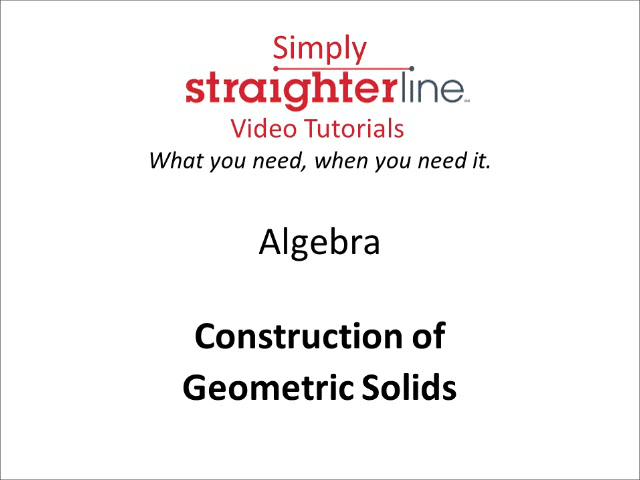 Simply
straighterline
Video Tutorials
What you need, when you need it.
Algebra
Construction of
Geometric Solids